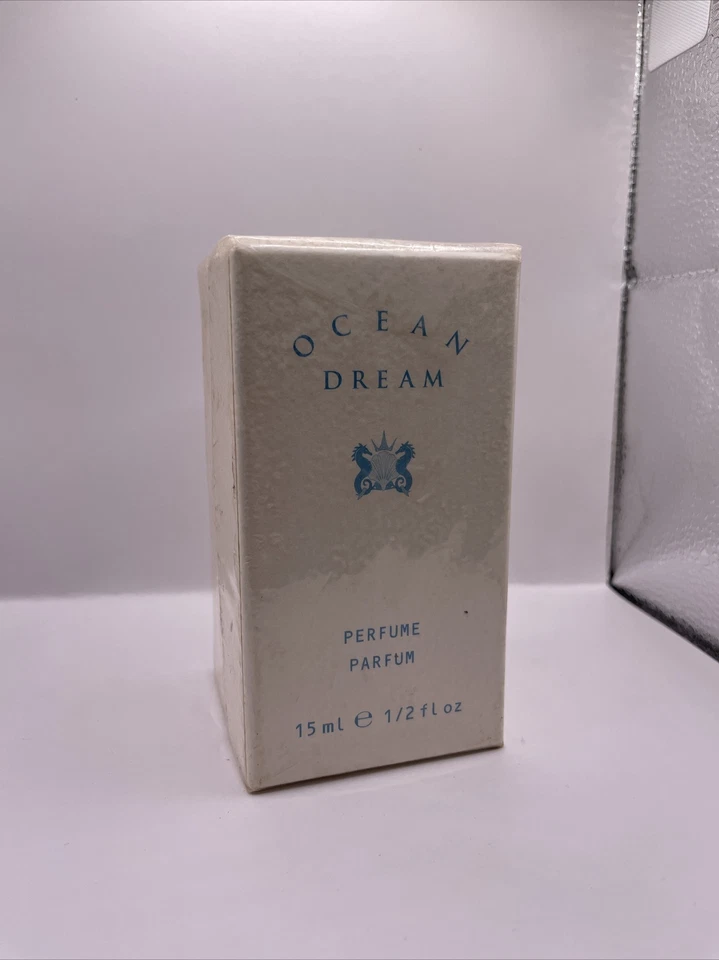 OCEAN
DREAM
PERFUME
PARFUM
15 ml ℮ 1/2 fl oz